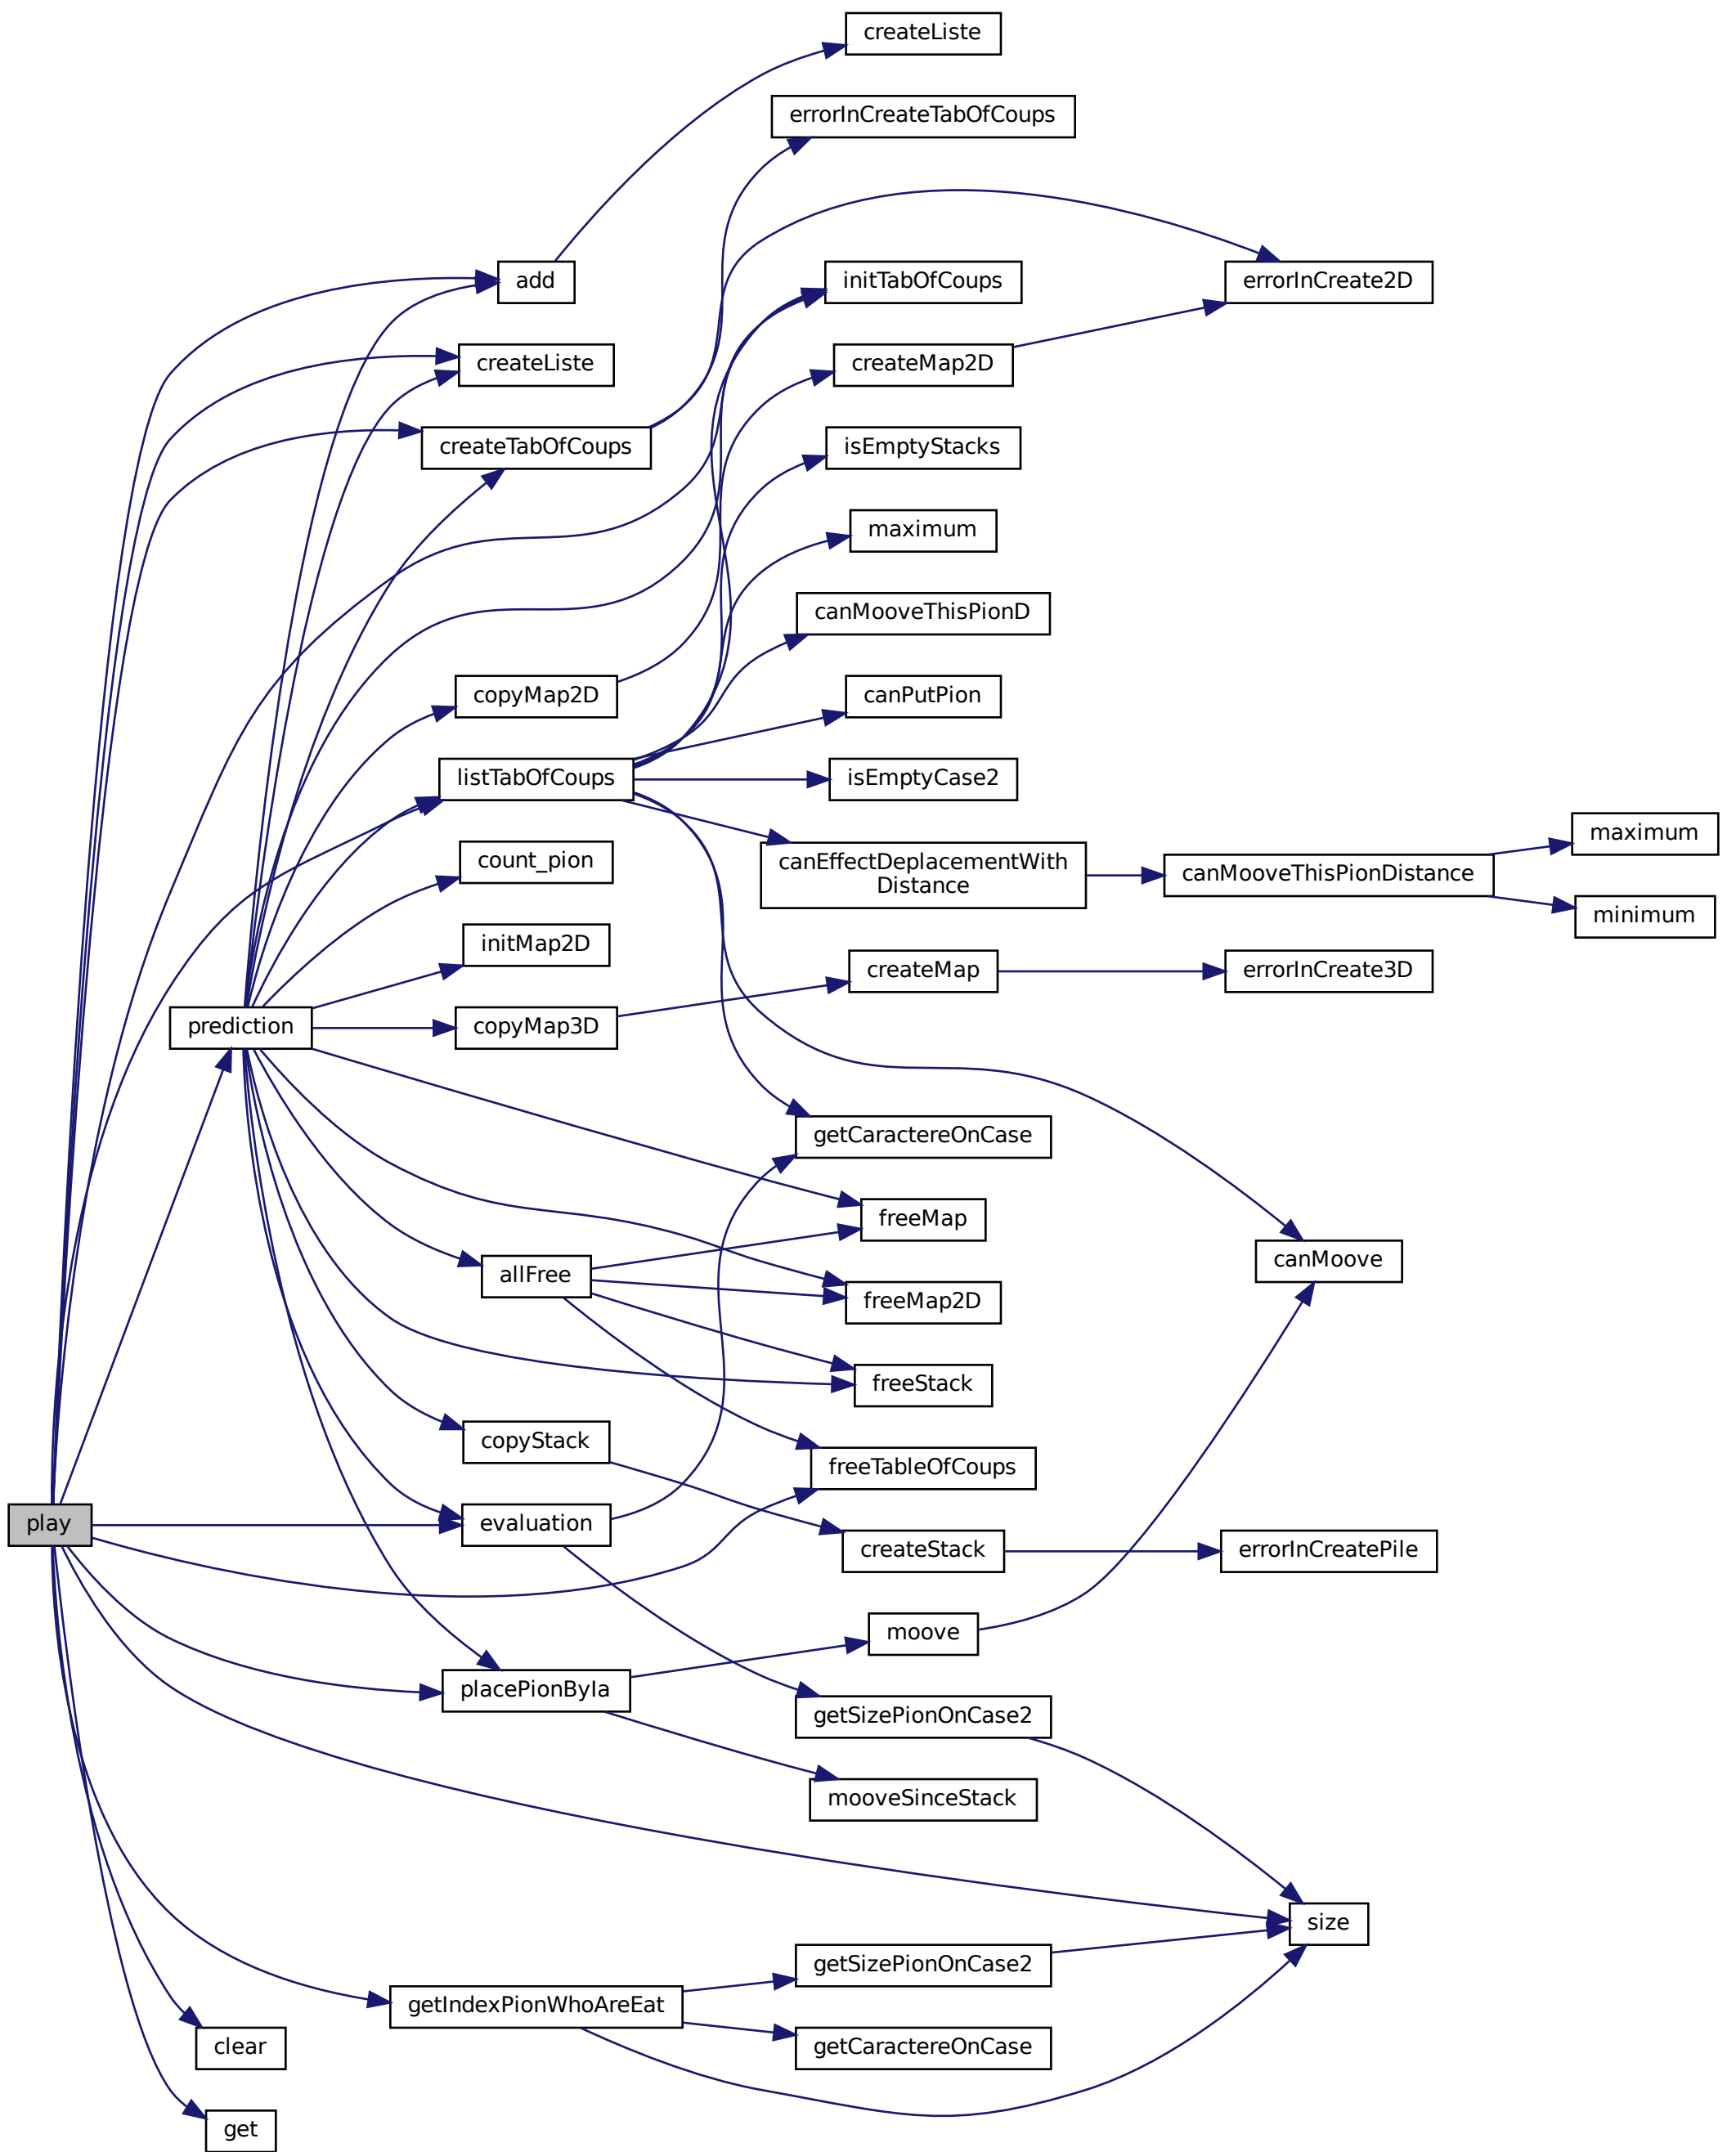 createListe
errorInCreateTabOfCoups
add
initTabOfCoups
errorInCreate2D
createListe
createMap2D
createTabOfCoups
isEmptyStacks
maximum
canMooveThisPionD
copyMap2D
canPutPion
listTabOfCoups
isEmptyCase2
count_pion
canEffectDeplacementWith
Distance
canMooveThisPionDistance
maximum
minimum
initMap2D
createMap
errorInCreate3D
prediction
copyMap3D
getCaractereOnCase
freeMap
canMoove
allFree
freeMap2D
freeStack
copyStack
freeTableOfCoups
play
evaluation
createStack
errorInCreatePile
moove
placePionByIa
getSizePionOnCase2
mooveSinceStack
size
getSizePionOnCase2
getIndexPionWhoAreEat
clear
getCaractereOnCase
get